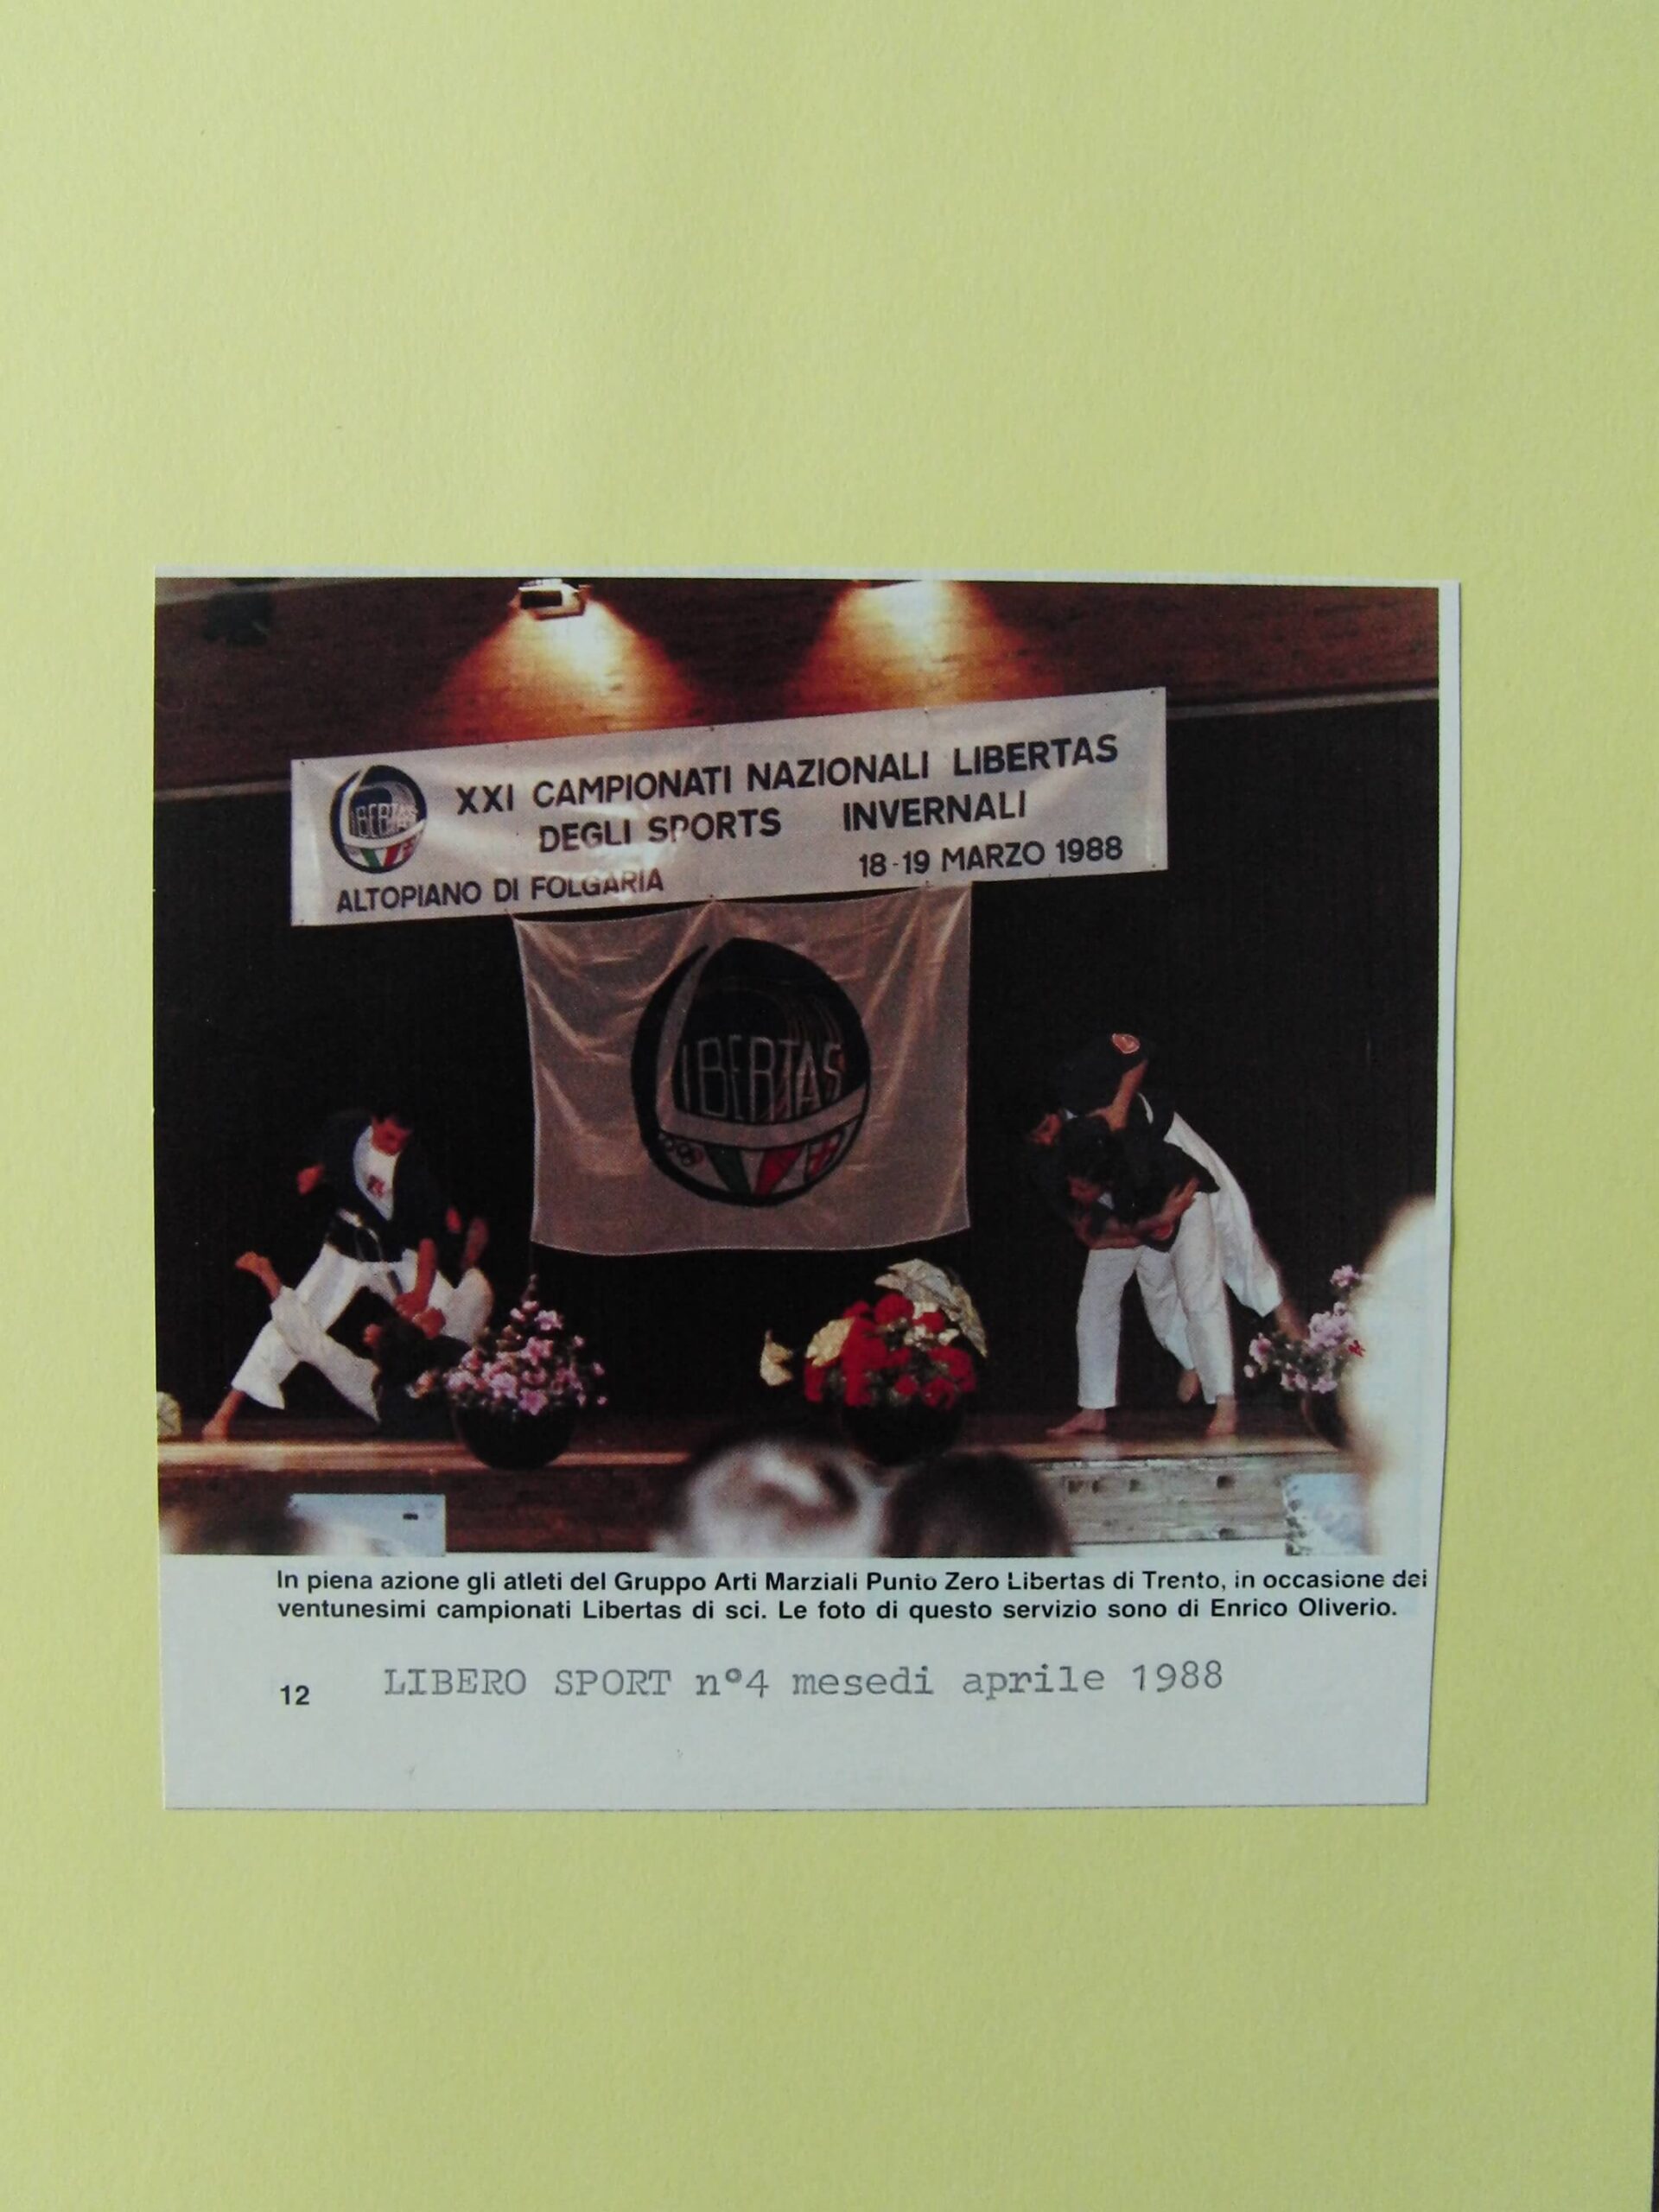 LIBERTAS
XXI CAMPIONATI NAZIONALI LIBERTAS
DEGLI SPORTS INVERNALI
18-19 MARZO 1988
ALTOPIANO DI FOLGARIA
LIBERTAS
In piena azione gli atleti del Gruppo Arti Marziali Punto Zero Libertas di Trento, in occasione dei
ventunesimi campionati Libertas di sci. Le foto di questo servizio sono di Enrico Oliverio.
12 LIBERO SPORT nº4 mesedi aprile 1988